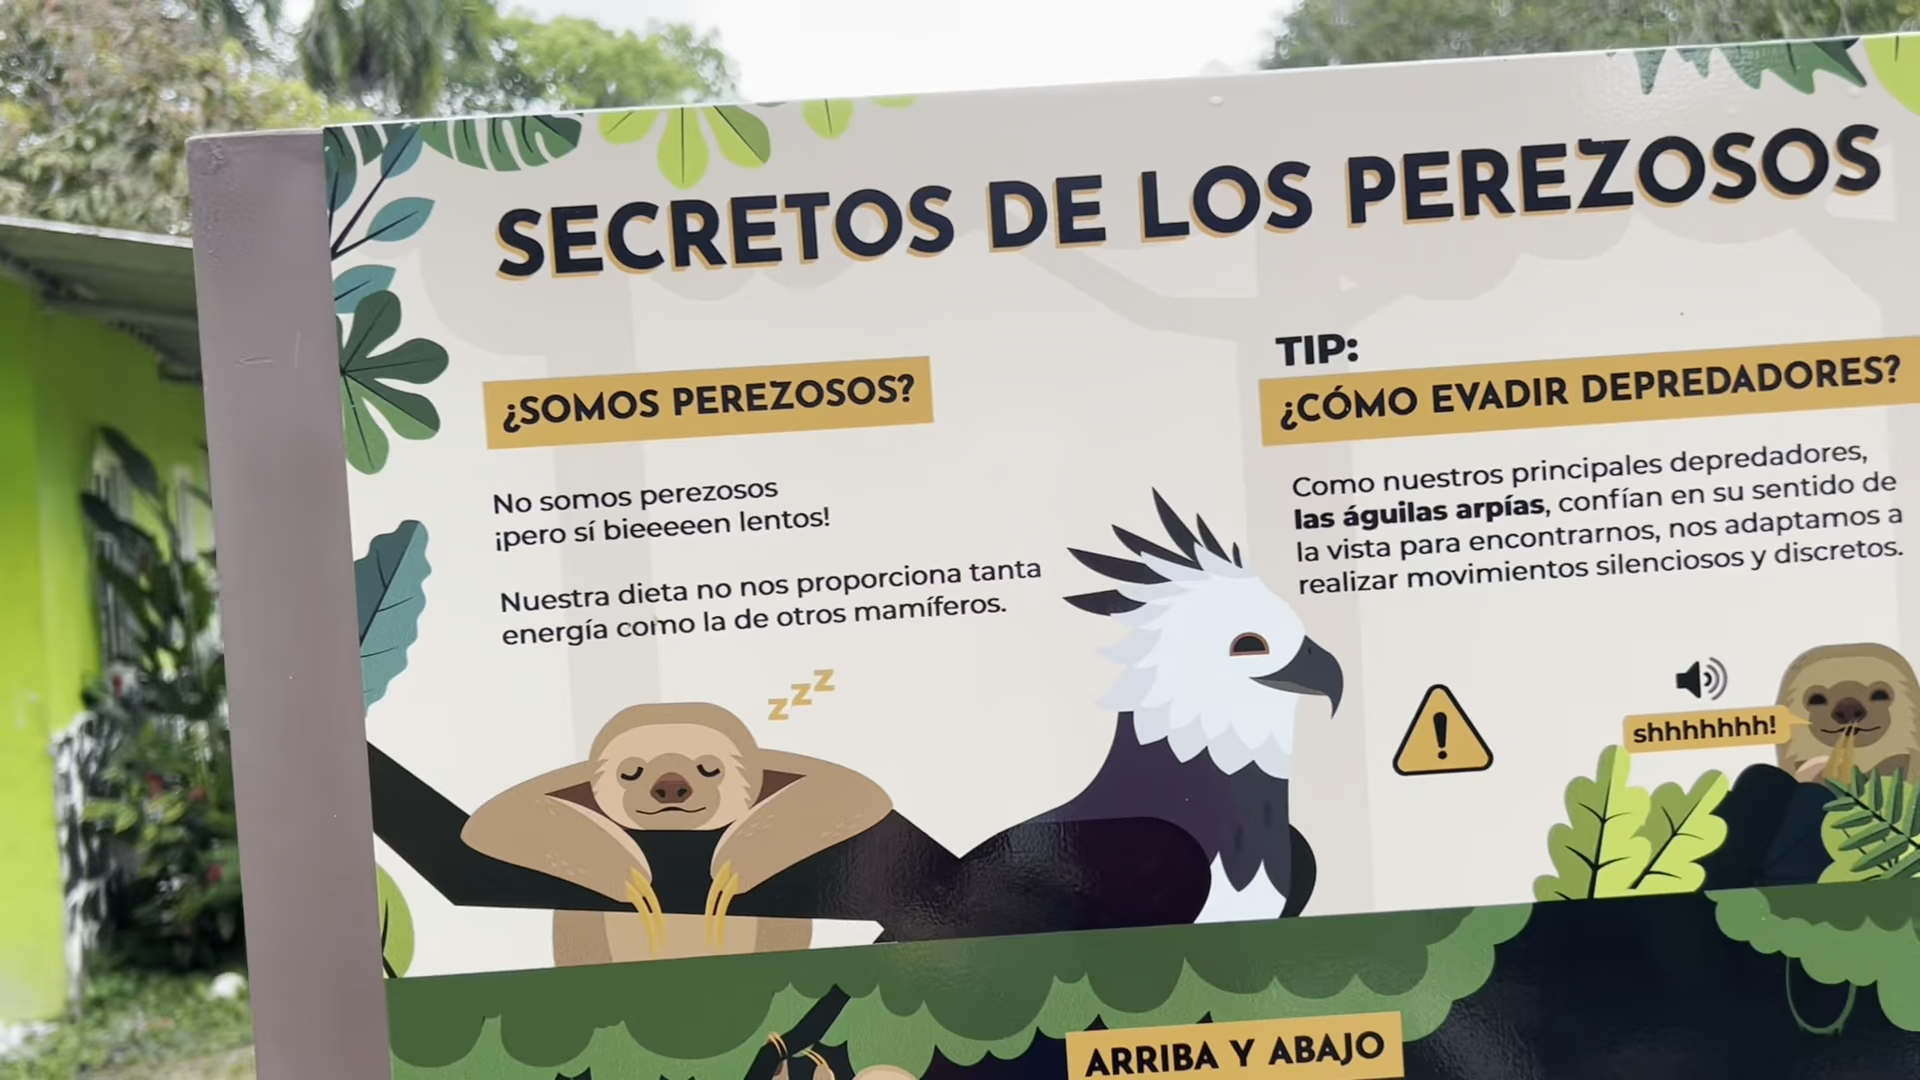 SECRETOS DE LOS PEREZOSOS
¿SOMOS PEREZOSOS?
No somos perezosos
¡pero sí bieeeeen lentos!
Nuestra dieta no nos proporciona tanta
energía como la de otros mamíferos.
zzz
TIP:
¿CÓMO EVADIR DEPREDADORES?
Como nuestros principales depredadores,
las águilas arpías, confían en su sentido de
la vista para encontrarnos, nos adaptamos a
realizar movimientos silenciosos y discretos.
!
shhhhhhh!
ARRIBA Y ABAJO